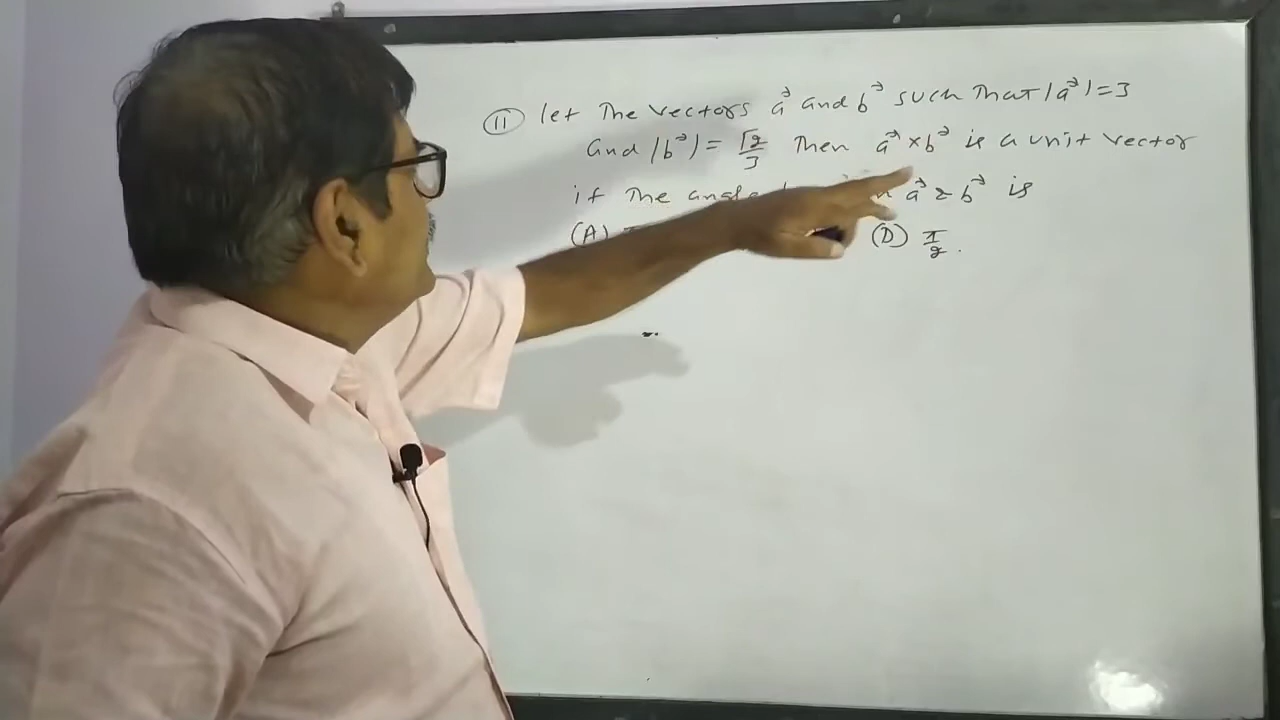 (11) let The vectors a⃗ and b⃗ such That |a⃗|=3
and |b⃗| = √2/3 Then a⃗×b⃗ is a unit vector
if The angle a⃗ & b⃗ is
(A) (D) π/2.